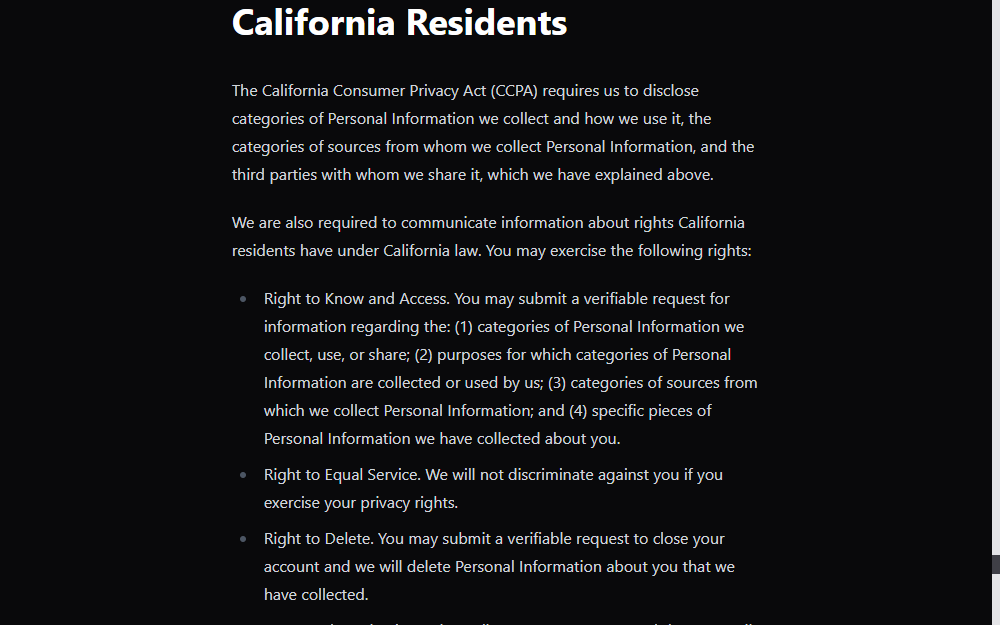 California Residents
The California Consumer Privacy Act (CCPA) requires us to disclose
categories of Personal Information we collect and how we use it, the
categories of sources from whom we collect Personal Information, and the
third parties with whom we share it, which we have explained above.
We are also required to communicate information about rights California
residents have under California law. You may exercise the following rights:
Right to Know and Access. You may submit a verifiable request for
information regarding the: (1) categories of Personal Information we
collect, use, or share; (2) purposes for which categories of Personal
Information are collected or used by us; (3) categories of sources from
which we collect Personal Information; and (4) specific pieces of
Personal Information we have collected about you.
Right to Equal Service. We will not discriminate against you if you
exercise your privacy rights.
Right to Delete. You may submit a verifiable request to close your
account and we will delete Personal Information about you that we
have collected.